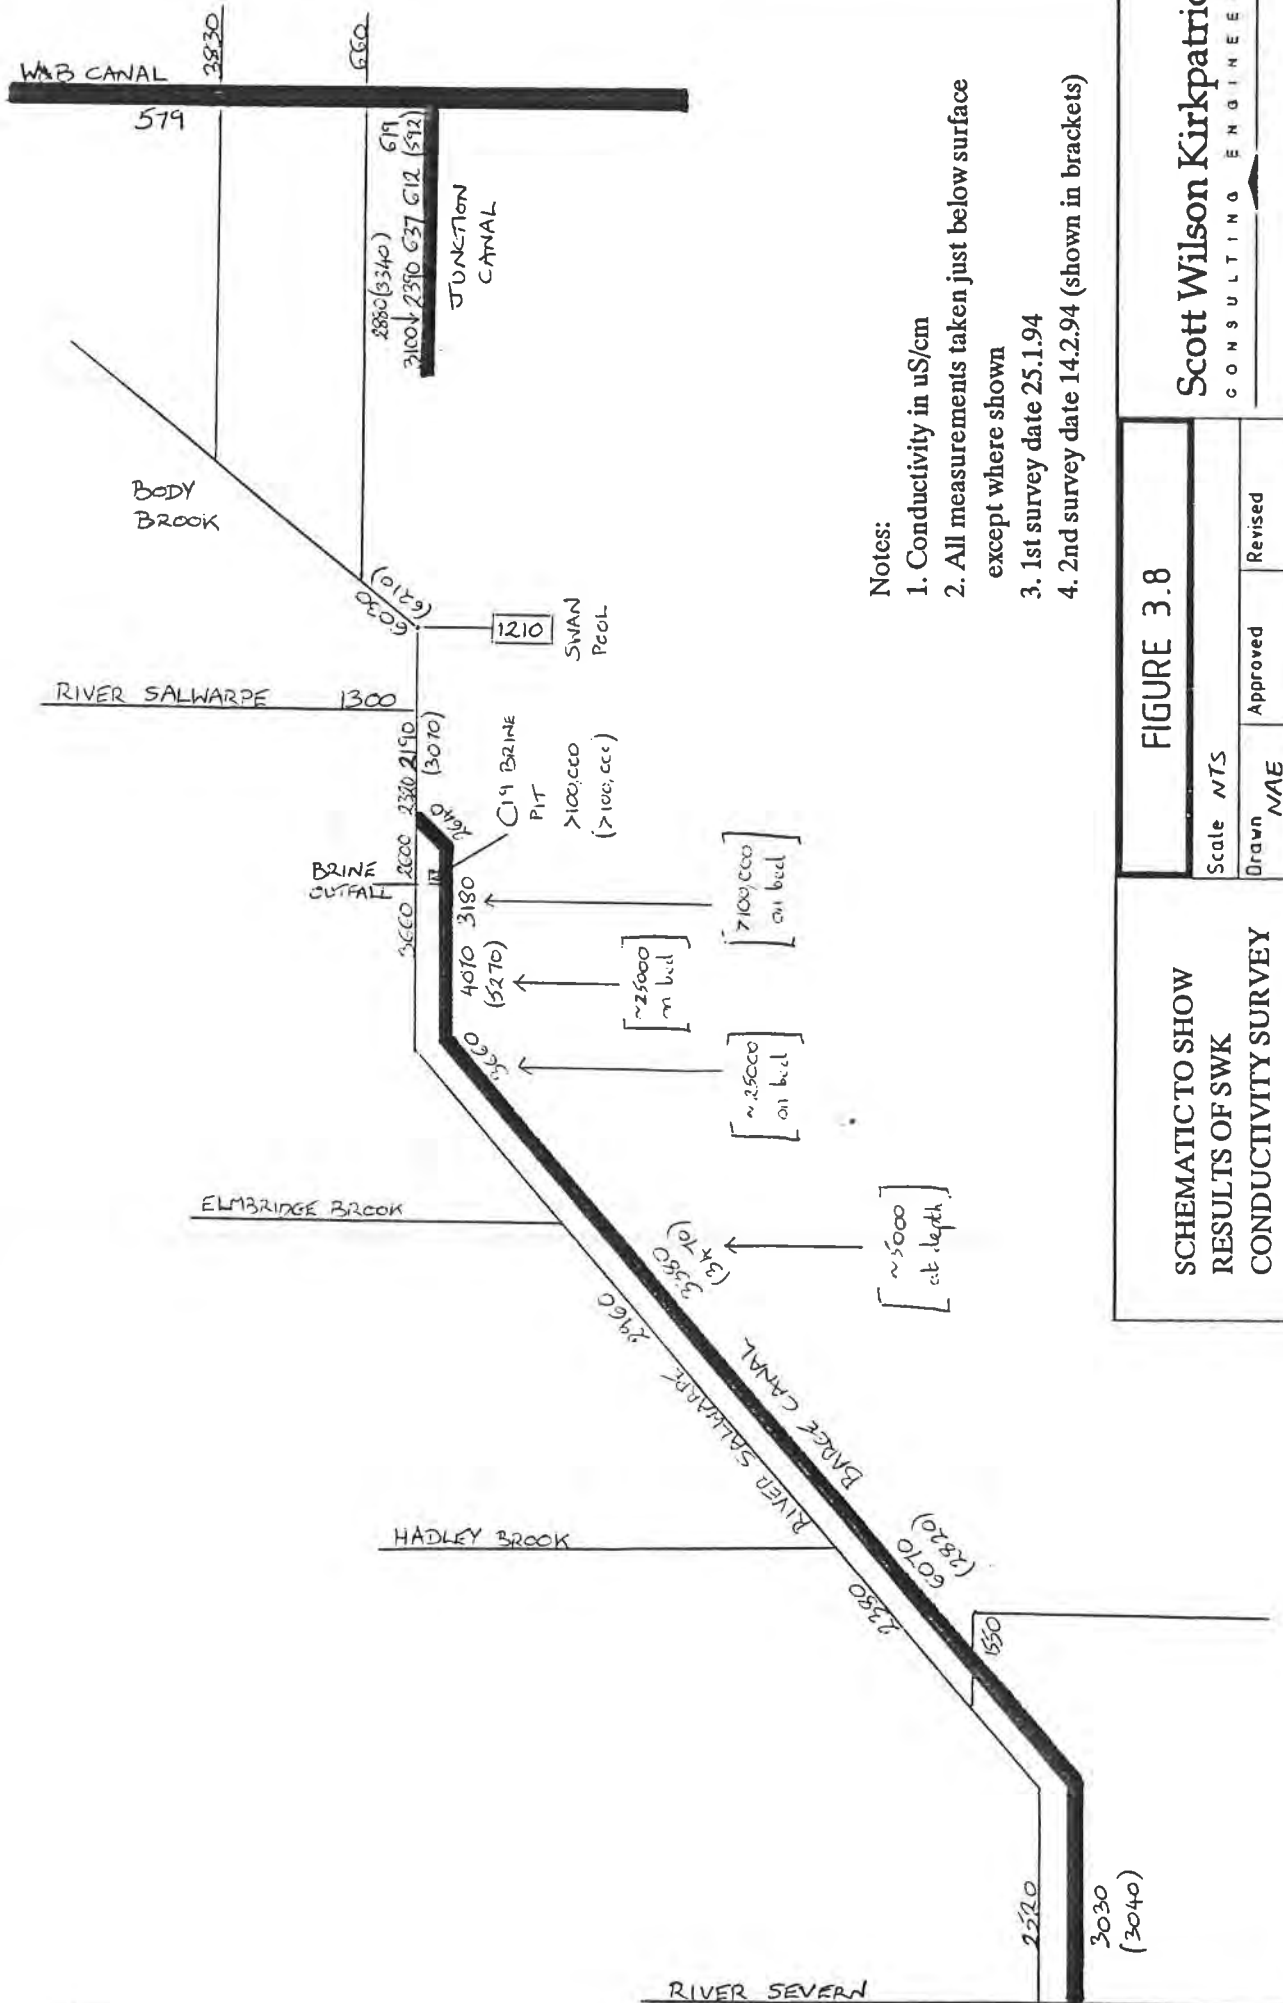 W&B CANAL
579
3830
660
619
(592)
2880(3340)
3100↓ 2390 637 612
JUNCTION
CANAL
BODY
BROOK
6030
(6210)
1210
SWAN
POOL
RIVER SALWARPE 1300
2190
(3070)
2320
2600
3660
2640
BRINE
OUTFALL
C19 BRINE
PIT
>100,000
(>100,000)
3180
4070
(5270)
3660
[>100,000
on bed]
[~25000
on bed]
[~25000
on bed]
ELMBRIDGE BROOK
2960
3380
(3470)
[~5000
at depth]
RIVER SALWARPE
BARGE CANAL
HADLEY BROOK
2380
6070
(2820)
1550
2520
3030
(3040)
RIVER SEVERN
Notes:
1. Conductivity in uS/cm
2. All measurements taken just below surface
except where shown
3. 1st survey date 25.1.94
4. 2nd survey date 14.2.94 (shown in brackets)
SCHEMATIC TO SHOW
RESULTS OF SWK
CONDUCTIVITY SURVEY
FIGURE 3.8
Scale NTS
Drawn NAE
Approved
Revised
Scott Wilson Kirkpatric
CONSULTING ENGINEE